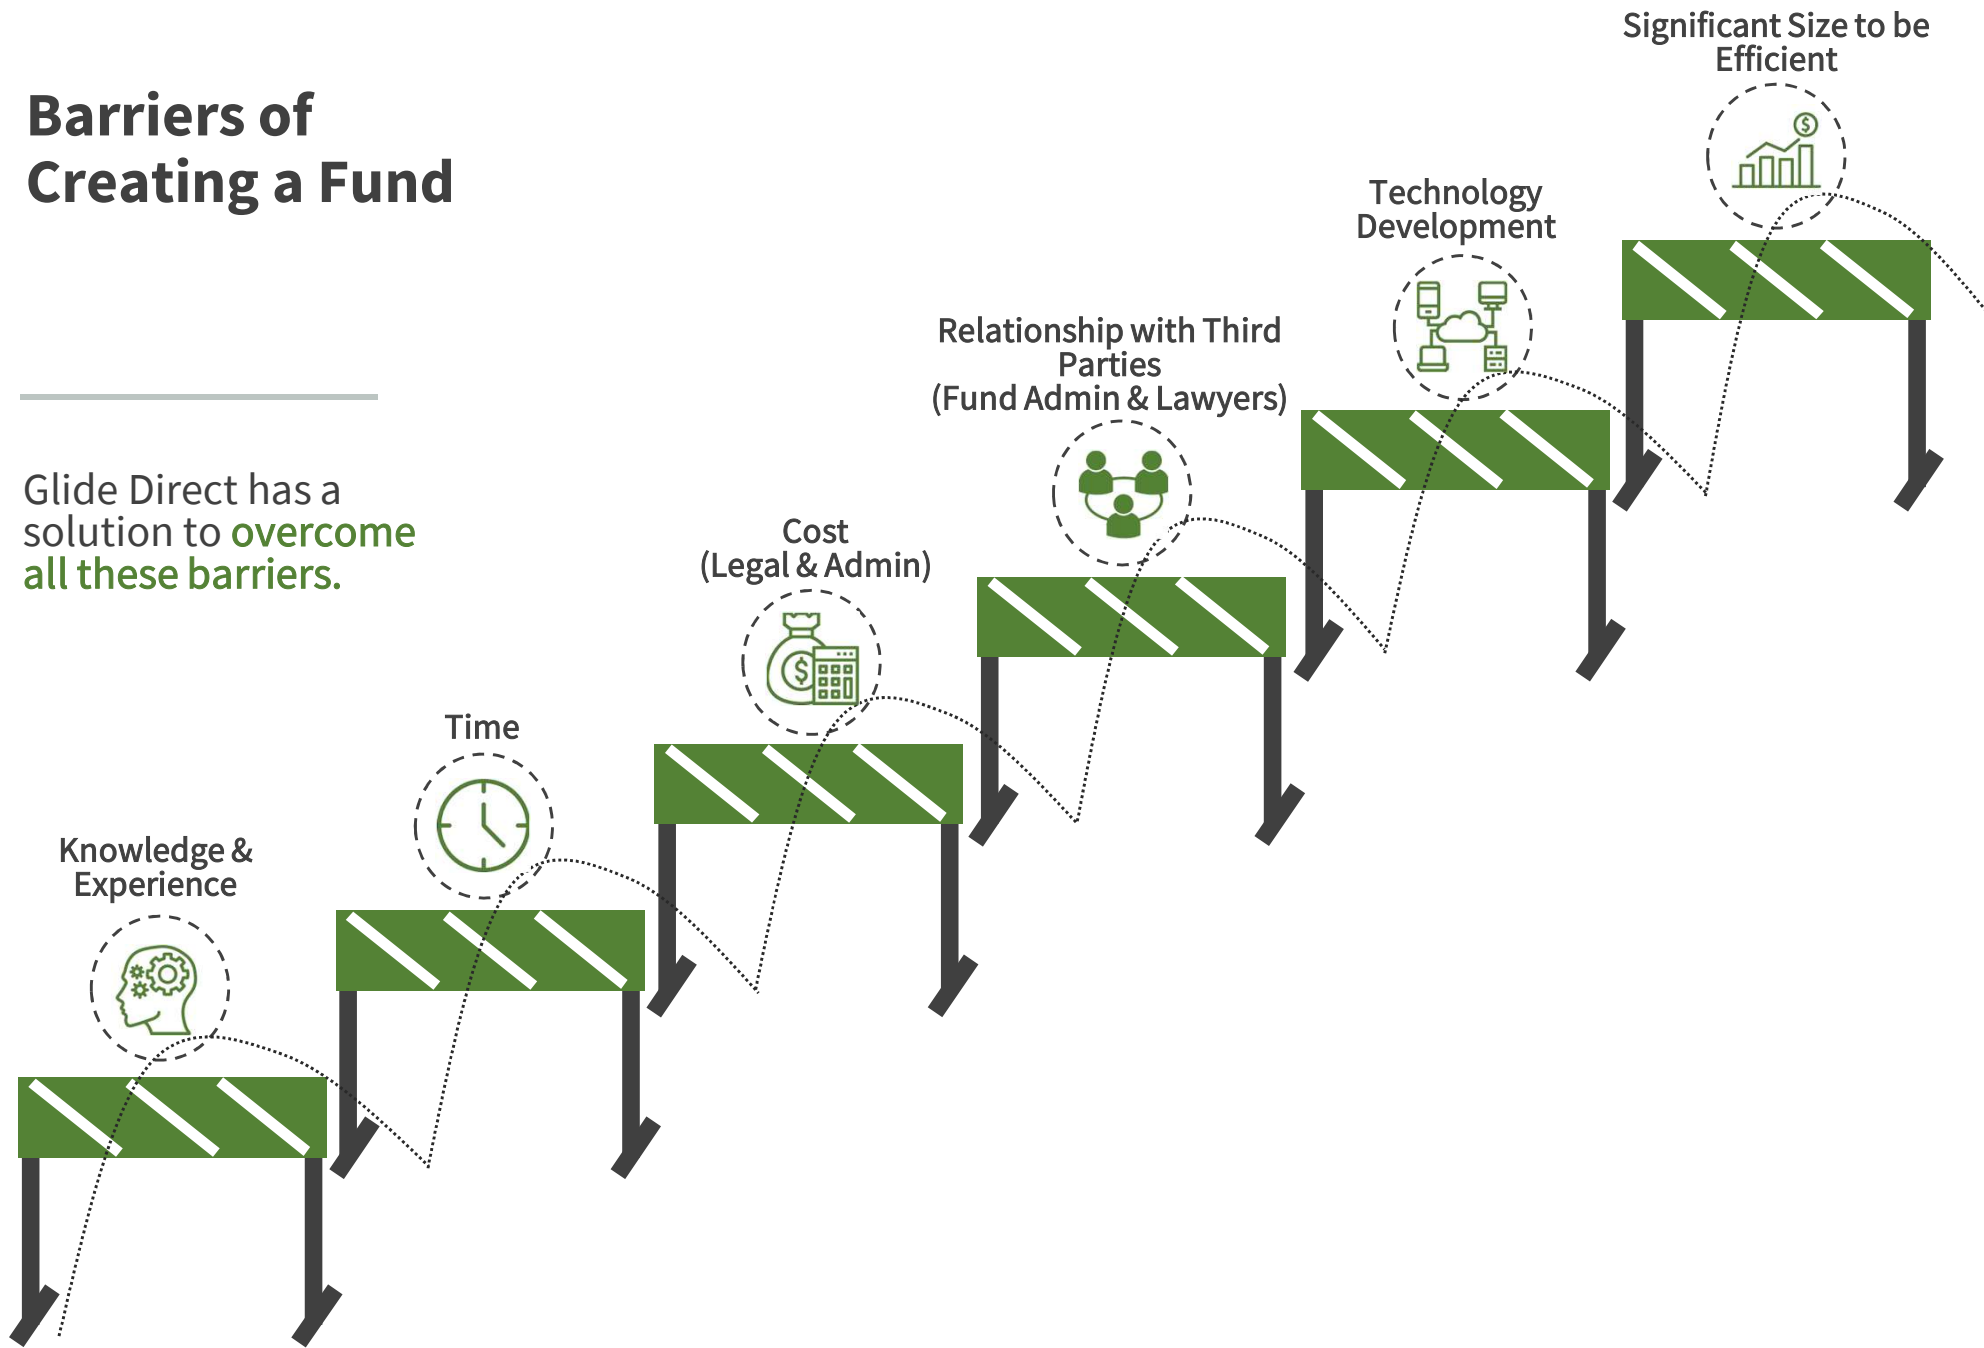 Barriers of
Creating a Fund
Glide Direct has a
solution to overcome
all these barriers.
Knowledge &
Experience
Time
Cost
(Legal & Admin)
Relationship with Third
Parties
(Fund Admin & Lawyers)
Technology
Development
Significant Size to be
Efficient